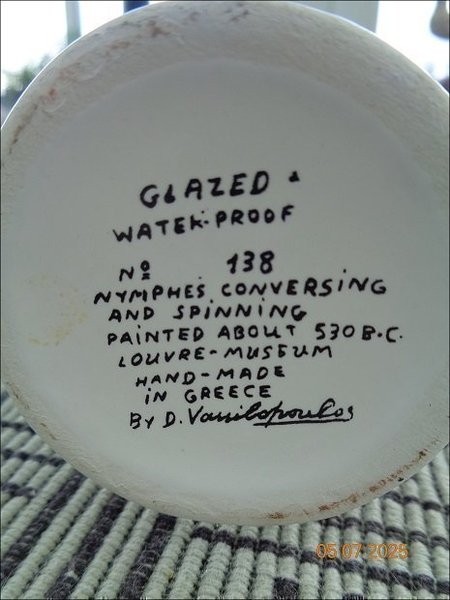 GLAZED &
WATER-PROOF
Nº 138
NYMPHES CONVERSING
AND SPINNING
PAINTED ABOUT 530 B.C.
LOUVRE-MUSEUM
HAND-MADE
iN GREECE
By D. Vassilopoulos
05.07.2025